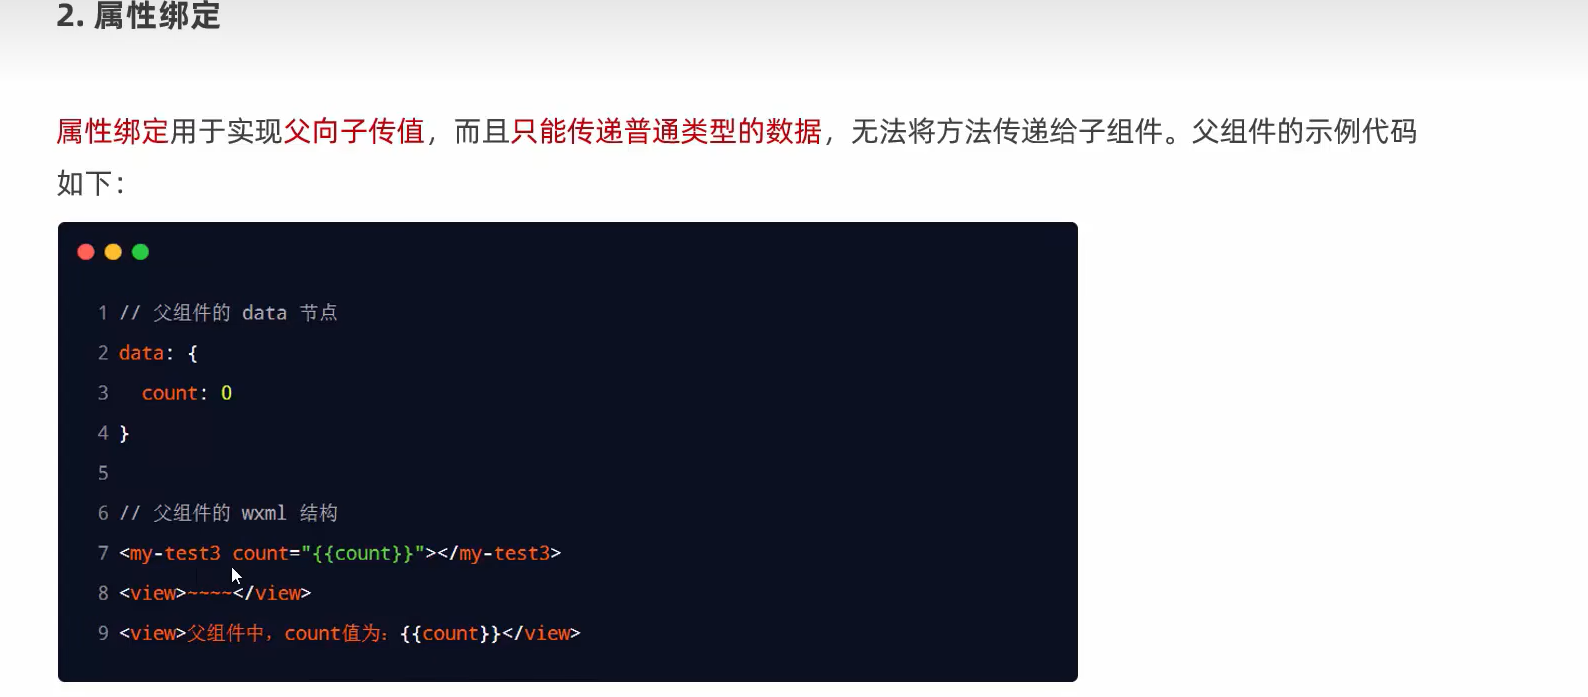 2. 属性绑定
属性绑定用于实现父向子传值，而且只能传递普通类型的数据，无法将方法传递给子组件。父组件的示例代码
如下：
1 // 父组件的 data 节点
2 data: {
3   count: 0
4 }
5
6 // 父组件的 wxml 结构
7 <my-test3 count="{{count}}"></my-test3>
8 <view>~~~~</view>
9 <view>父组件中，count值为：{{count}}</view>